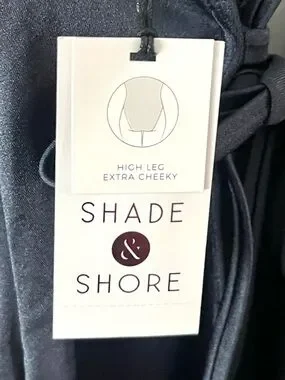 HIGH LEG
EXTRA CHEEKY
SHADE
&
SHORE